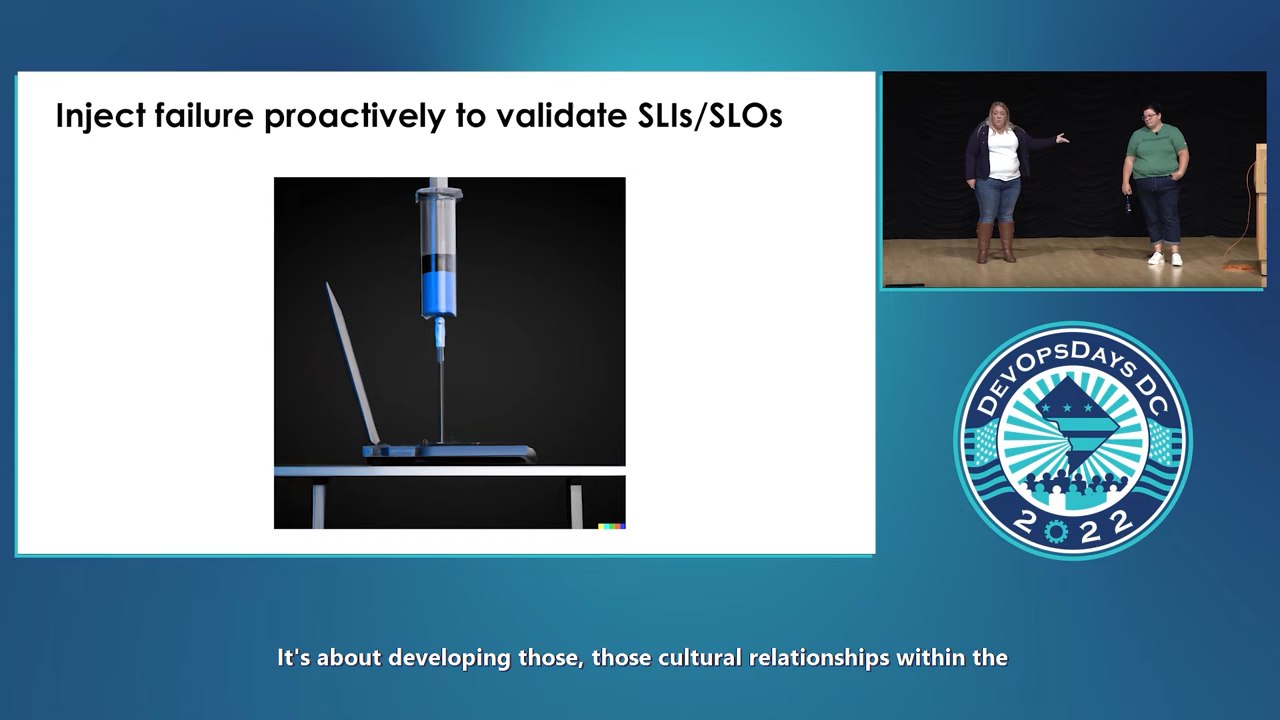 Inject failure proactively to validate SLIs/SLOs
DEVOPSDAYS DC
2022
It's about developing those, those cultural relationships within the